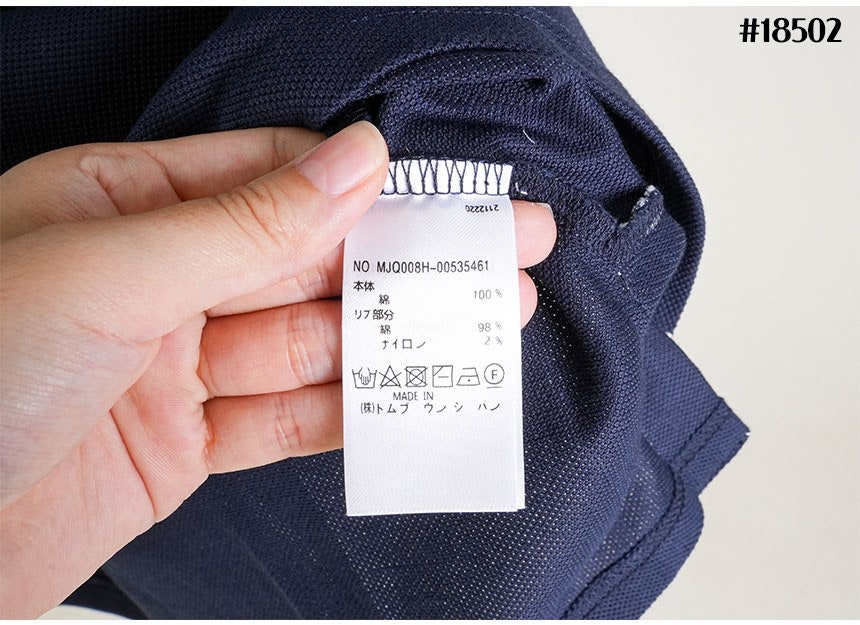 #18502
2112220
NO MJQ008H-00535461
本体
綿 100 %
リブ部分
綿 98 %
ナイロン 2 %
F
MADE IN
(株)トムブ ウノ シ ハノ